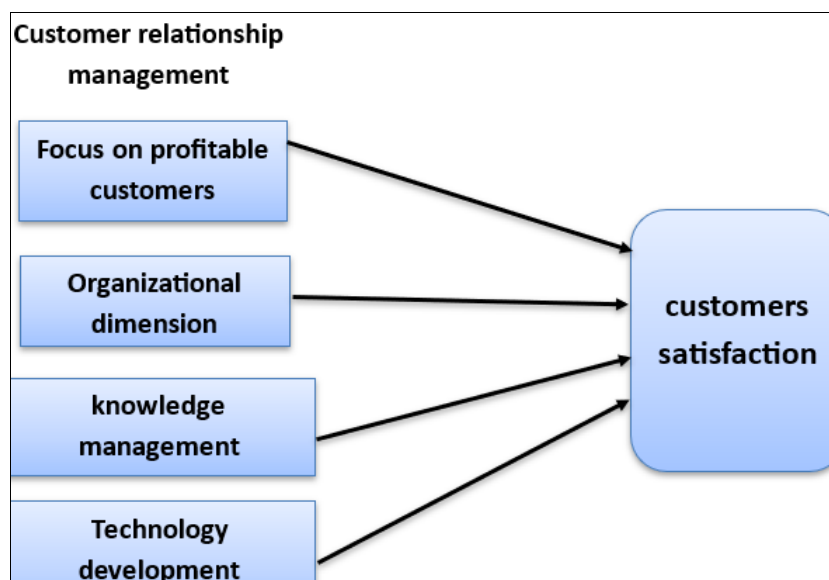 Customer relationship
management
Focus on profitable
customers
Organizational
dimension
knowledge
management
Technology
development
customers
satisfaction